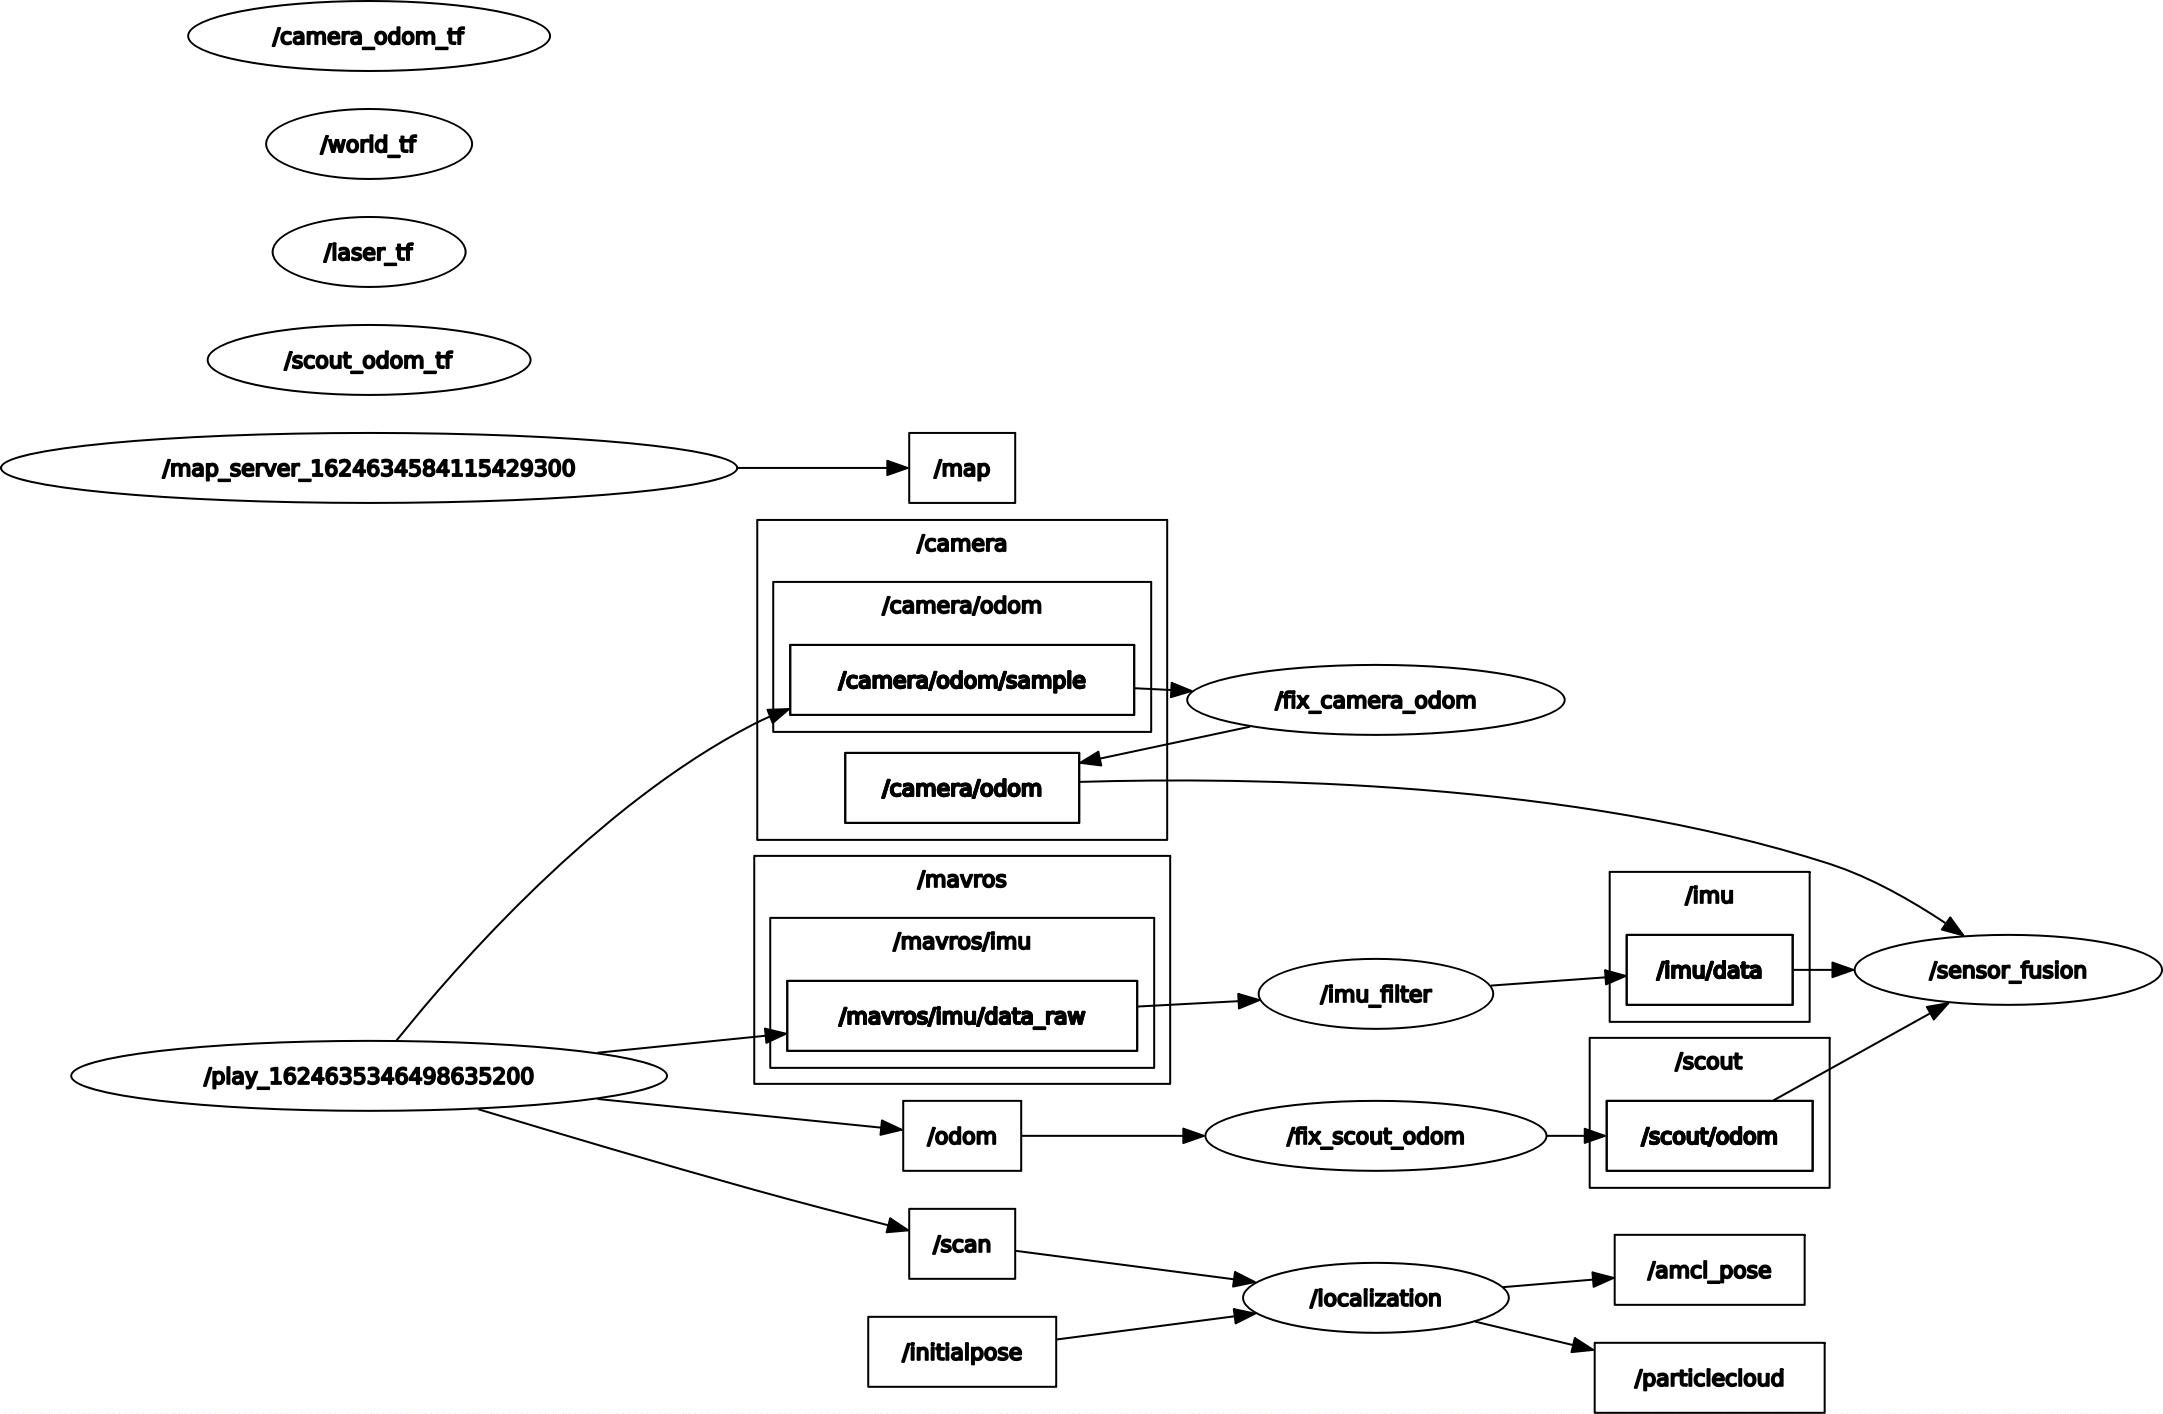 /camera_odom_tf
/world_tf
/laser_tf
/scout_odom_tf
/map_server_1624634584115429300
/map
/camera
/camera/odom
/camera/odom/sample
/fix_camera_odom
/camera/odom
/mavros
/mavros/imu
/mavros/imu/data_raw
/imu_filter
/imu
/imu/data
/sensor_fusion
/play_1624635346498635200
/scout
/odom
/fix_scout_odom
/scout/odom
/scan
/initialpose
/localization
/amcl_pose
/particlecloud